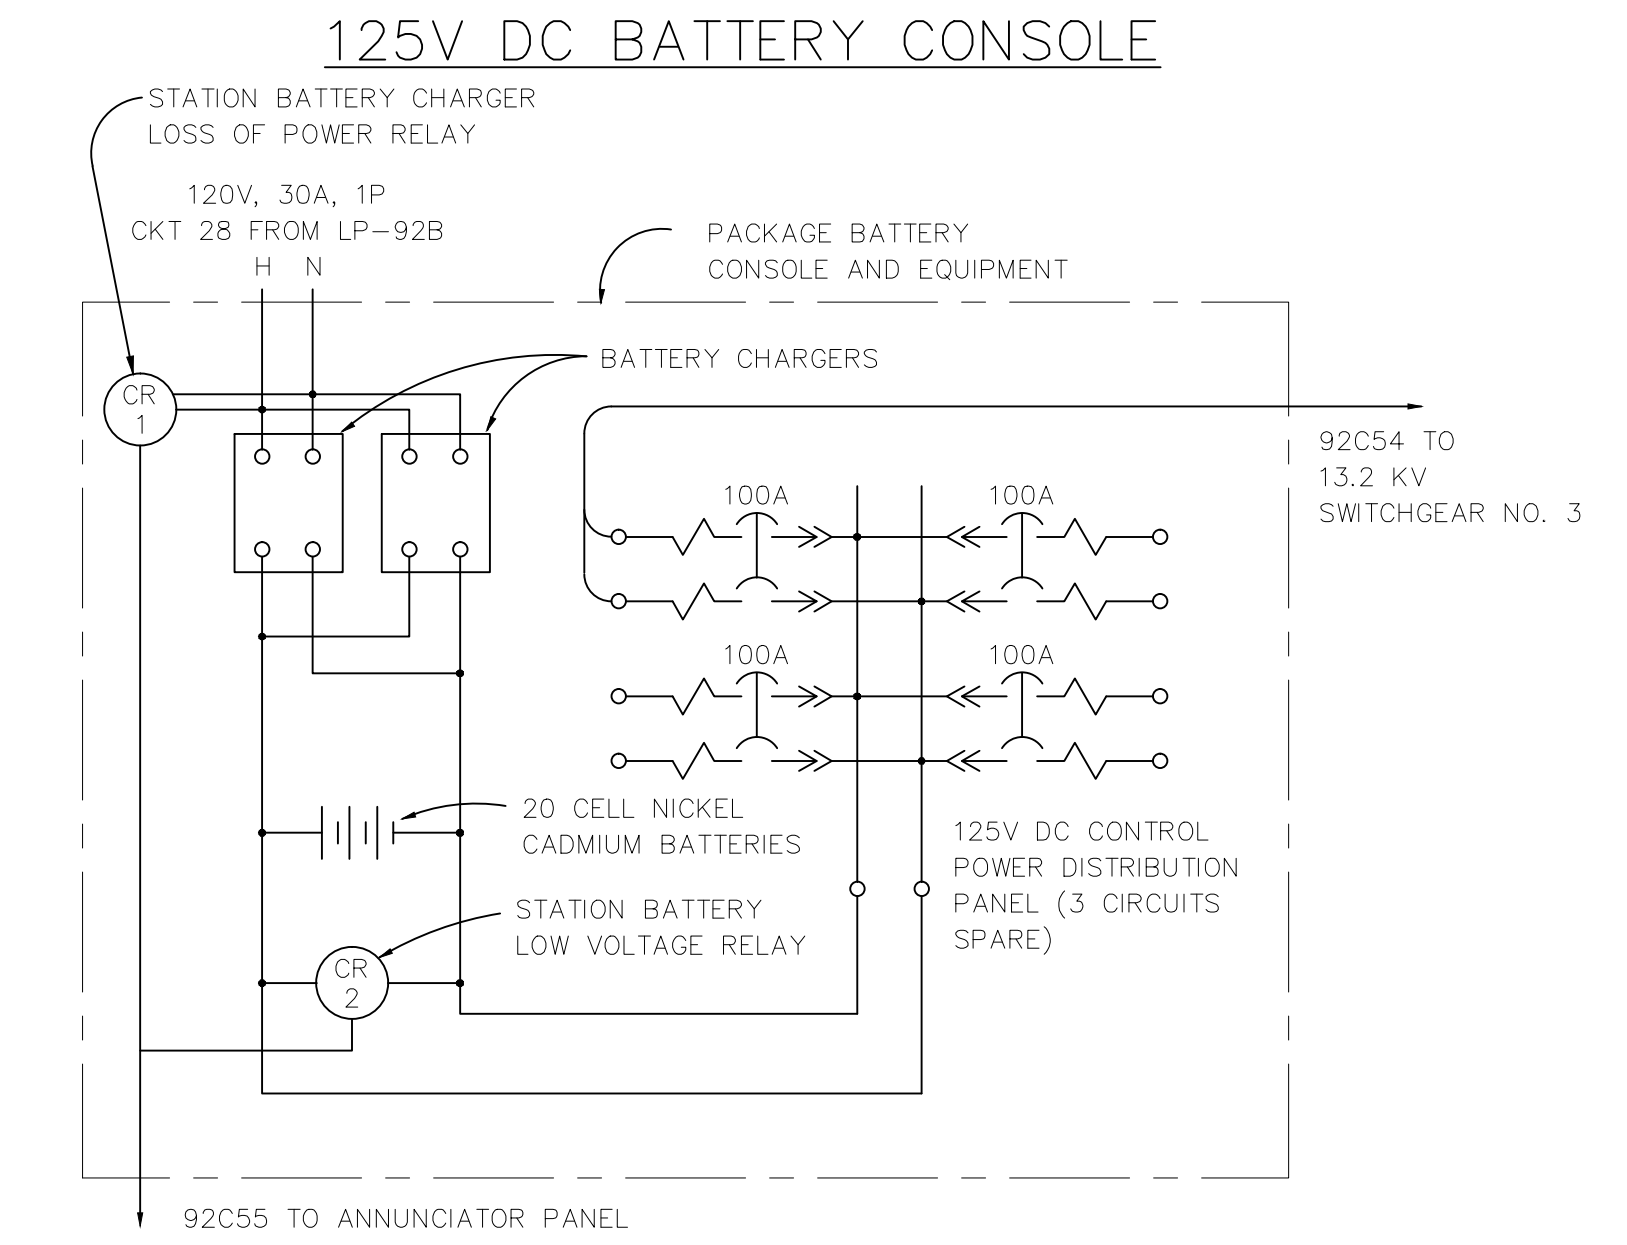 125V DC BATTERY CONSOLE
STATION BATTERY CHARGER
LOSS OF POWER RELAY
120V, 30A, 1P
CKT 28 FROM LP-92B
H N
PACKAGE BATTERY
CONSOLE AND EQUIPMENT
BATTERY CHARGERS
CR
1
92C54 TO
13.2 KV
SWITCHGEAR NO. 3
100A 100A
100A 100A
20 CELL NICKEL
CADMIUM BATTERIES
125V DC CONTROL
POWER DISTRIBUTION
PANEL (3 CIRCUITS
SPARE)
STATION BATTERY
LOW VOLTAGE RELAY
CR
2
92C55 TO ANNUNCIATOR PANEL